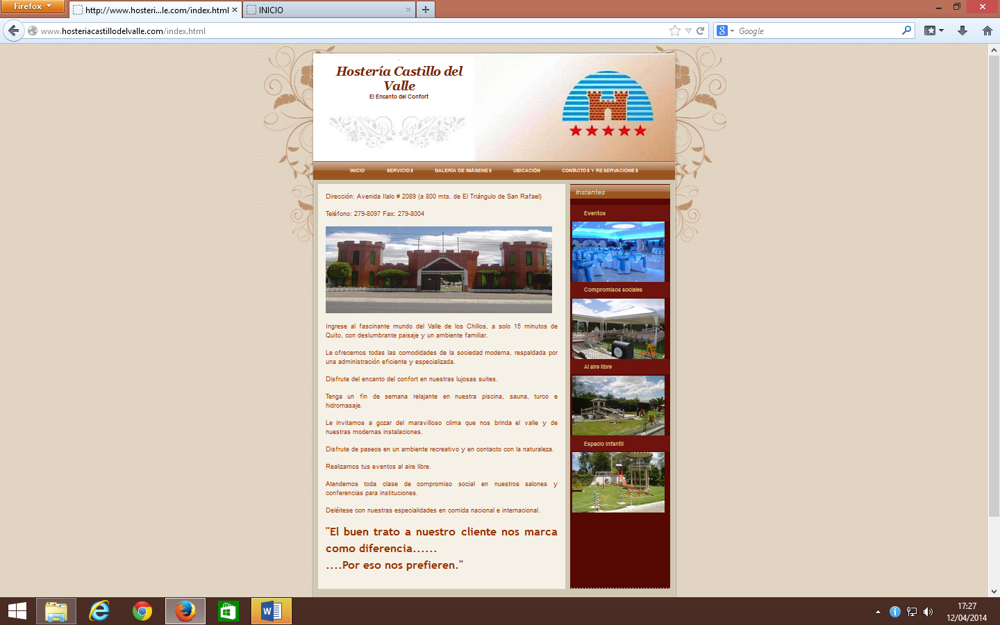 Firefox
http://www.hosteri...le.com/index.html
INICIO
www.hosteriacastillodelvalle.com/index.html
Google
Hostería Castillo del
Valle
El Encanto del Confort
INICIO SERVICIOS GALERÍA DE IMÁGENES UBICACIÓN CONTACTOS Y RESERVACIONES
Dirección: Avenida Ilalo # 2089 (a 800 mts. de El Triángulo de San Rafael)
Teléfono: 279-8097 Fax: 279-8004
Ingrese al fascinante mundo del Valle de los Chillos, a solo 15 minutos de
Quito, con deslumbrante paisaje y un ambiente familiar.
Le ofrecemos todas las comodidades de la sociedad moderna, respaldada por
una administración eficiente y especializada.
Disfrute del encanto del confort en nuestras lujosas suites.
Tenga un fin de semana relajante en nuestra piscina, sauna, turco e
hidromasaje.
Le invitamos a gozar del maravilloso clima que nos brinda el valle y de
nuestras modernas instalaciones.
Disfrute de paseos en un ambiente recreativo y en contacto con la naturaleza.
Realizamos tus eventos al aire libre.
Atendemos toda clase de compromiso social en nuestros salones y
conferencias para instituciones.
Deléitese con nuestras especialidades en comida nacional e internacional.
"El buen trato a nuestro cliente nos marca
como diferencia......
....Por eso nos prefieren."
Instantes
Eventos
Compromisos sociales
Al aire libre
Espacio Infantil
17:27
12/04/2014